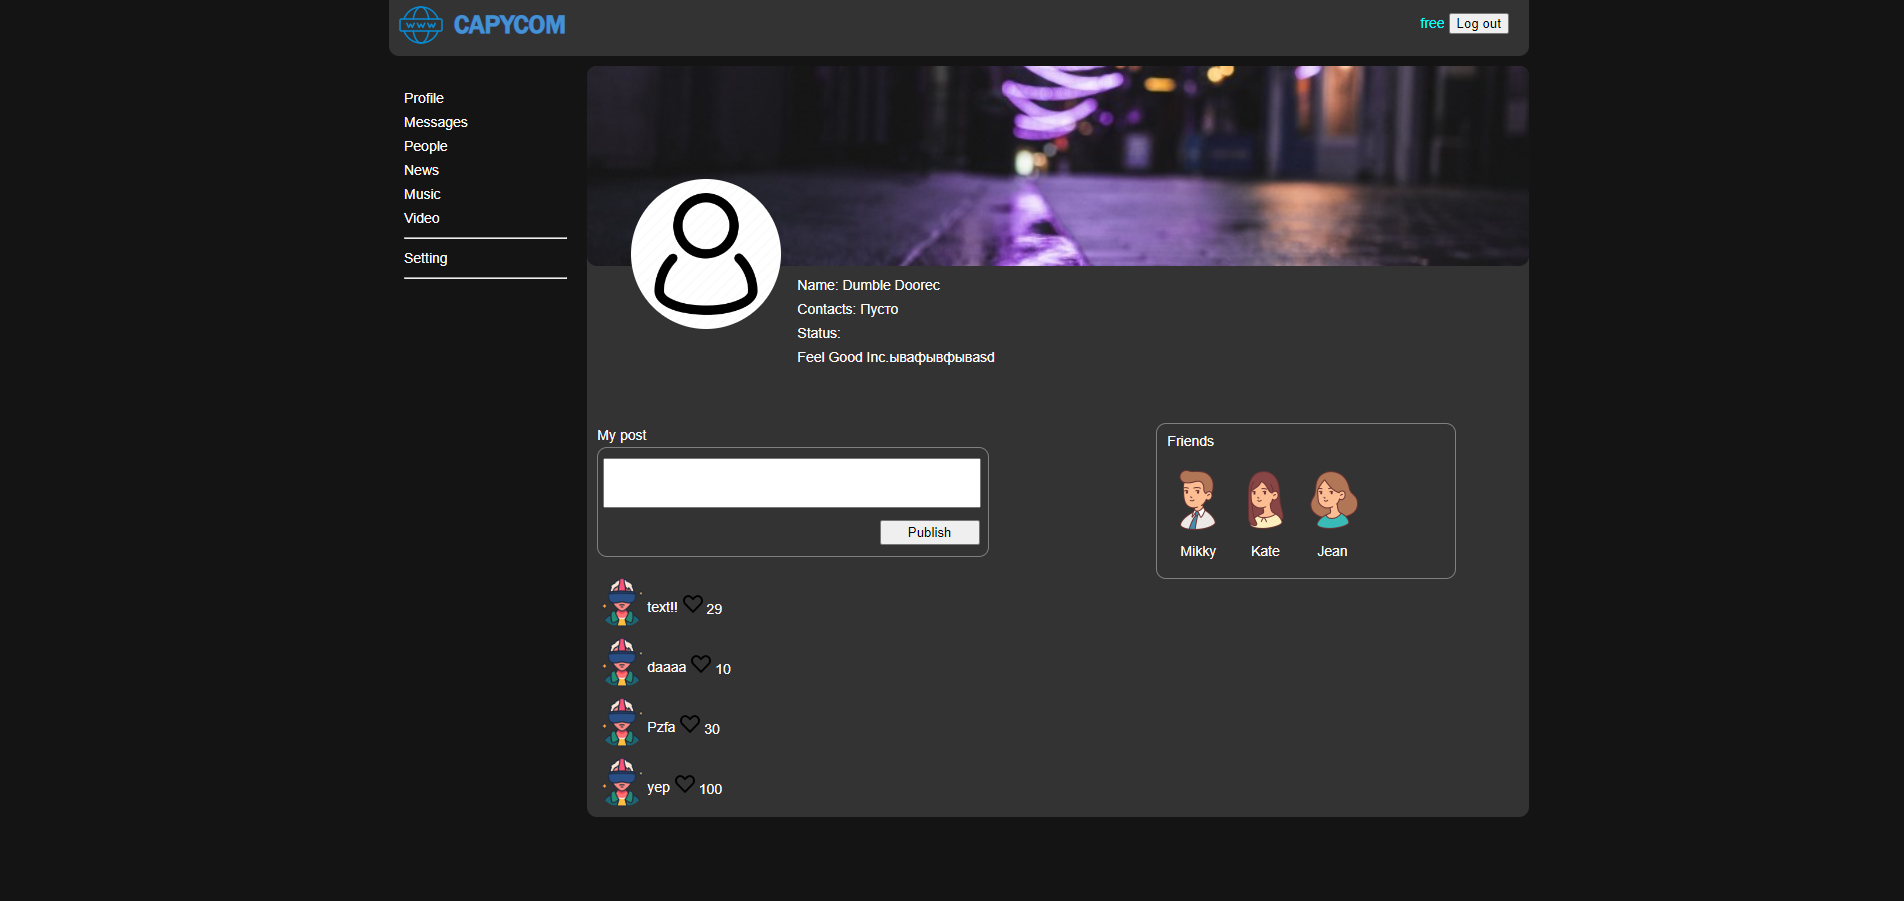 WWW CAPYCOM
free Log out
Profile
Messages
People
News
Music
Video
Setting
Name: Dumble Doorec
Contacts: Пусто
Status:
Feel Good Inc.ывафывфывasd
My post
Publish
Friends
Mikky Kate Jean
text!! 29
daaaa 10
Pzfa 30
yep 100